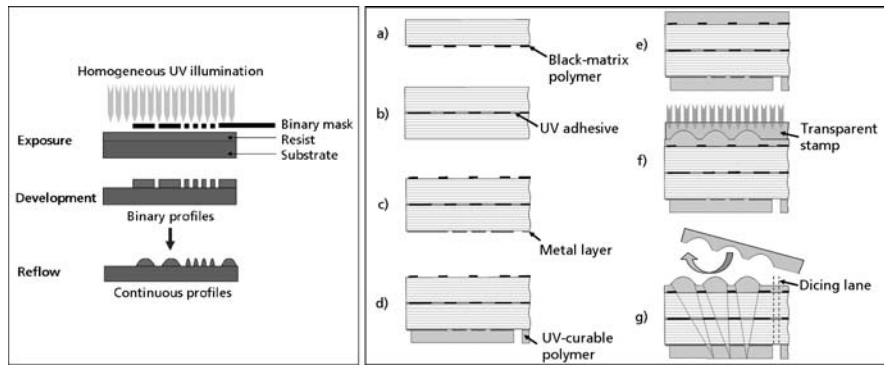 Homogeneous UV illumination
Binary mask
Exposure
Resist
Substrate
Development
Binary profiles
Reflow
Continuous profiles
a)
Black-matrix
polymer
b)
UV adhesive
c)
Metal layer
d)
UV-curable
polymer
e)
Transparent
stamp
f)
Dicing lane
g)